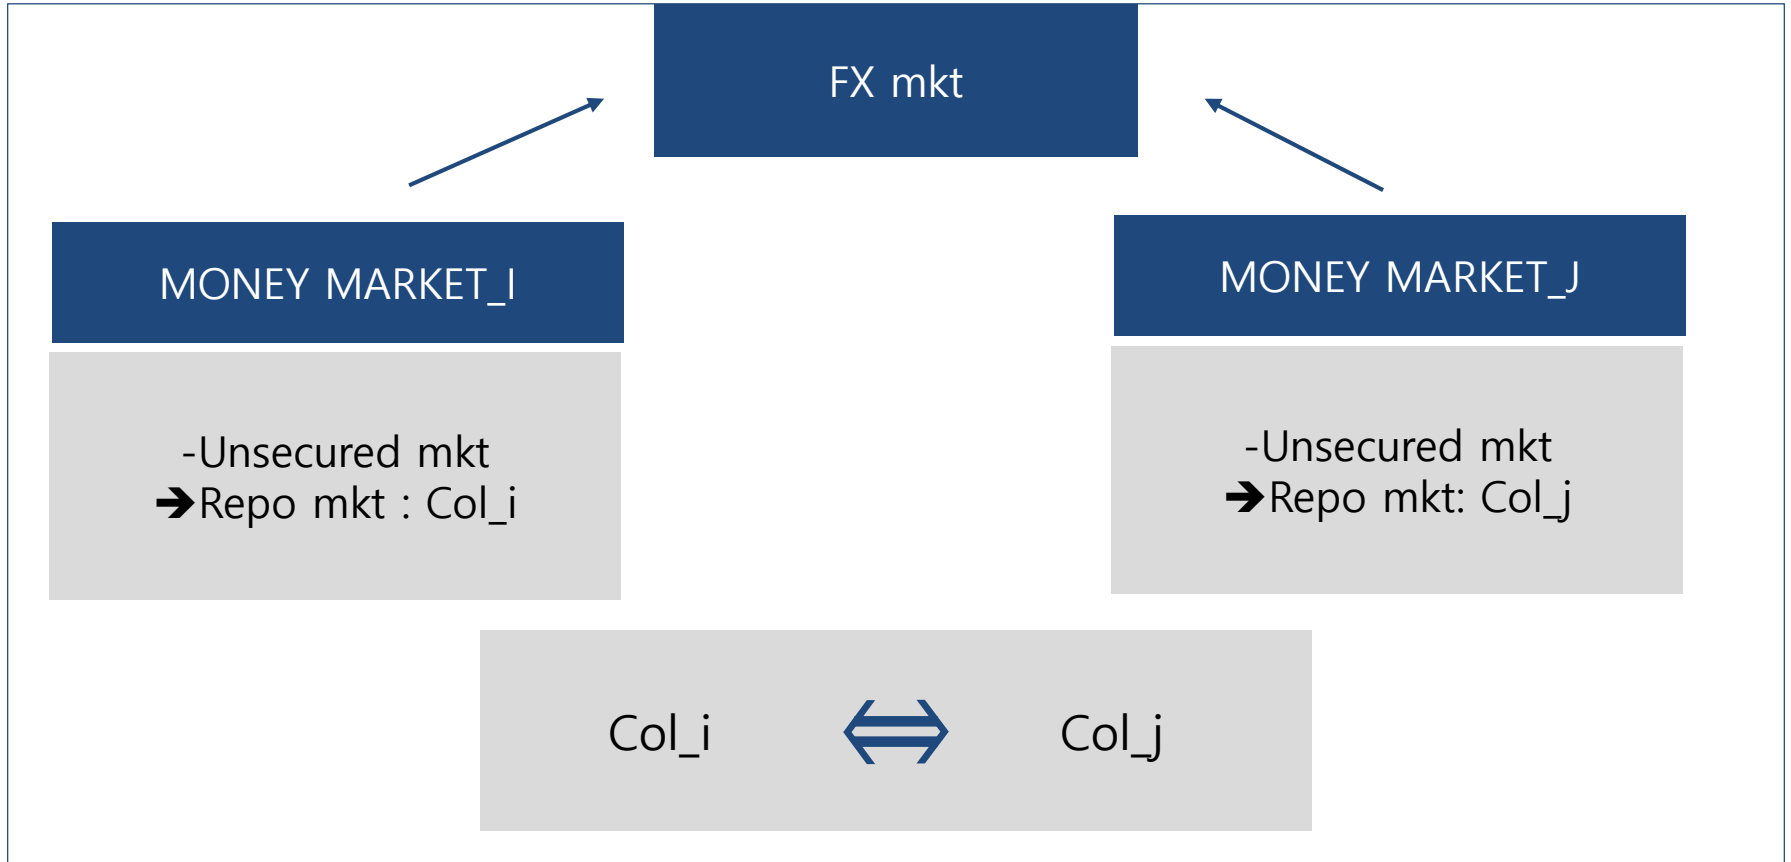 FX mkt
MONEY MARKET_I
-Unsecured mkt
➔Repo mkt : Col_i
MONEY MARKET_J
-Unsecured mkt
➔Repo mkt: Col_j
Col_i ⟺ Col_j